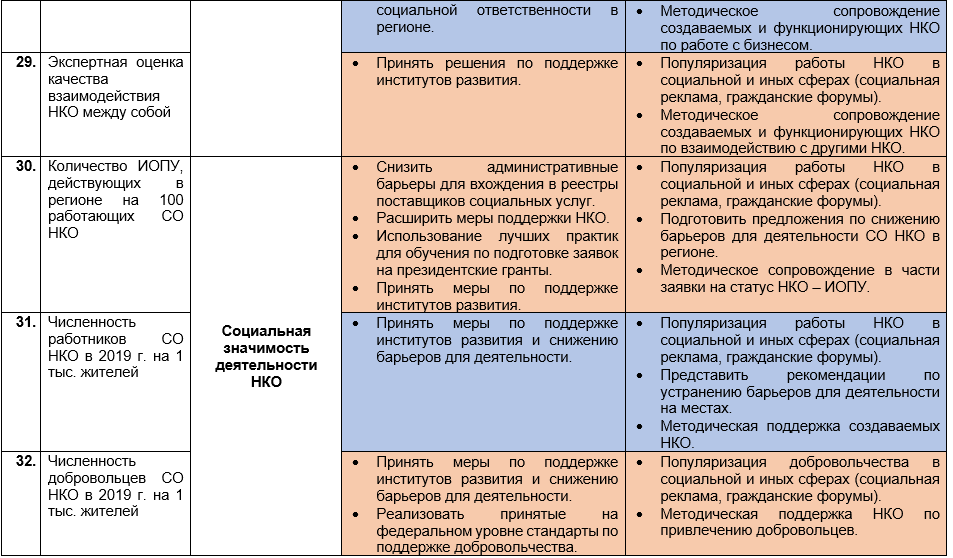 социальной ответственности в
регионе.
• Методическое сопровождение
создаваемых и функционирующих НКО
по работе с бизнесом.
29. Экспертная оценка
качества
взаимодействия
НКО между собой
• Принять решения по поддержке
институтов развития.
• Популяризация работы НКО в
социальной и иных сферах (социальная
реклама, гражданские форумы).
• Методическое сопровождение
создаваемых и функционирующих НКО
по взаимодействию с другими НКО.
30. Количество ИОПУ,
действующих в
регионе на 100
работающих СО
НКО
Социальная
значимость
деятельности
НКО
• Снизить административные
барьеры для вхождения в реестры
поставщиков социальных услуг.
• Расширить меры поддержки НКО.
• Использование лучших практик
для обучения по подготовке заявок
на президентские гранты.
• Принять меры по поддержке
институтов развития.
• Популяризация работы НКО в
социальной и иных сферах (социальная
реклама, гражданские форумы).
• Подготовить предложения по снижению
барьеров для деятельности СО НКО в
регионе.
• Методическое сопровождение в части
заявки на статус НКО – ИОПУ.
31. Численность
работников СО
НКО в 2019 г. на 1
тыс. жителей
• Принять меры по поддержке
институтов развития и снижению
барьеров для деятельности.
• Популяризация работы НКО в
социальной и иных сферах (социальная
реклама, гражданские форумы).
• Представить рекомендации по
устранению барьеров для деятельности
на местах.
• Методическая поддержка создаваемых
НКО.
32. Численность
добровольцев СО
НКО в 2019 г. на 1
тыс. жителей
• Принять меры по поддержке
институтов развития и снижению
барьеров для деятельности.
• Реализовать принятые на
федеральном уровне стандарты по
поддержке добровольчества.
• Популяризация добровольчества в
социальной и иных сферах (социальная
реклама, гражданские форумы).
• Методическая поддержка НКО по
привлечению добровольцев.